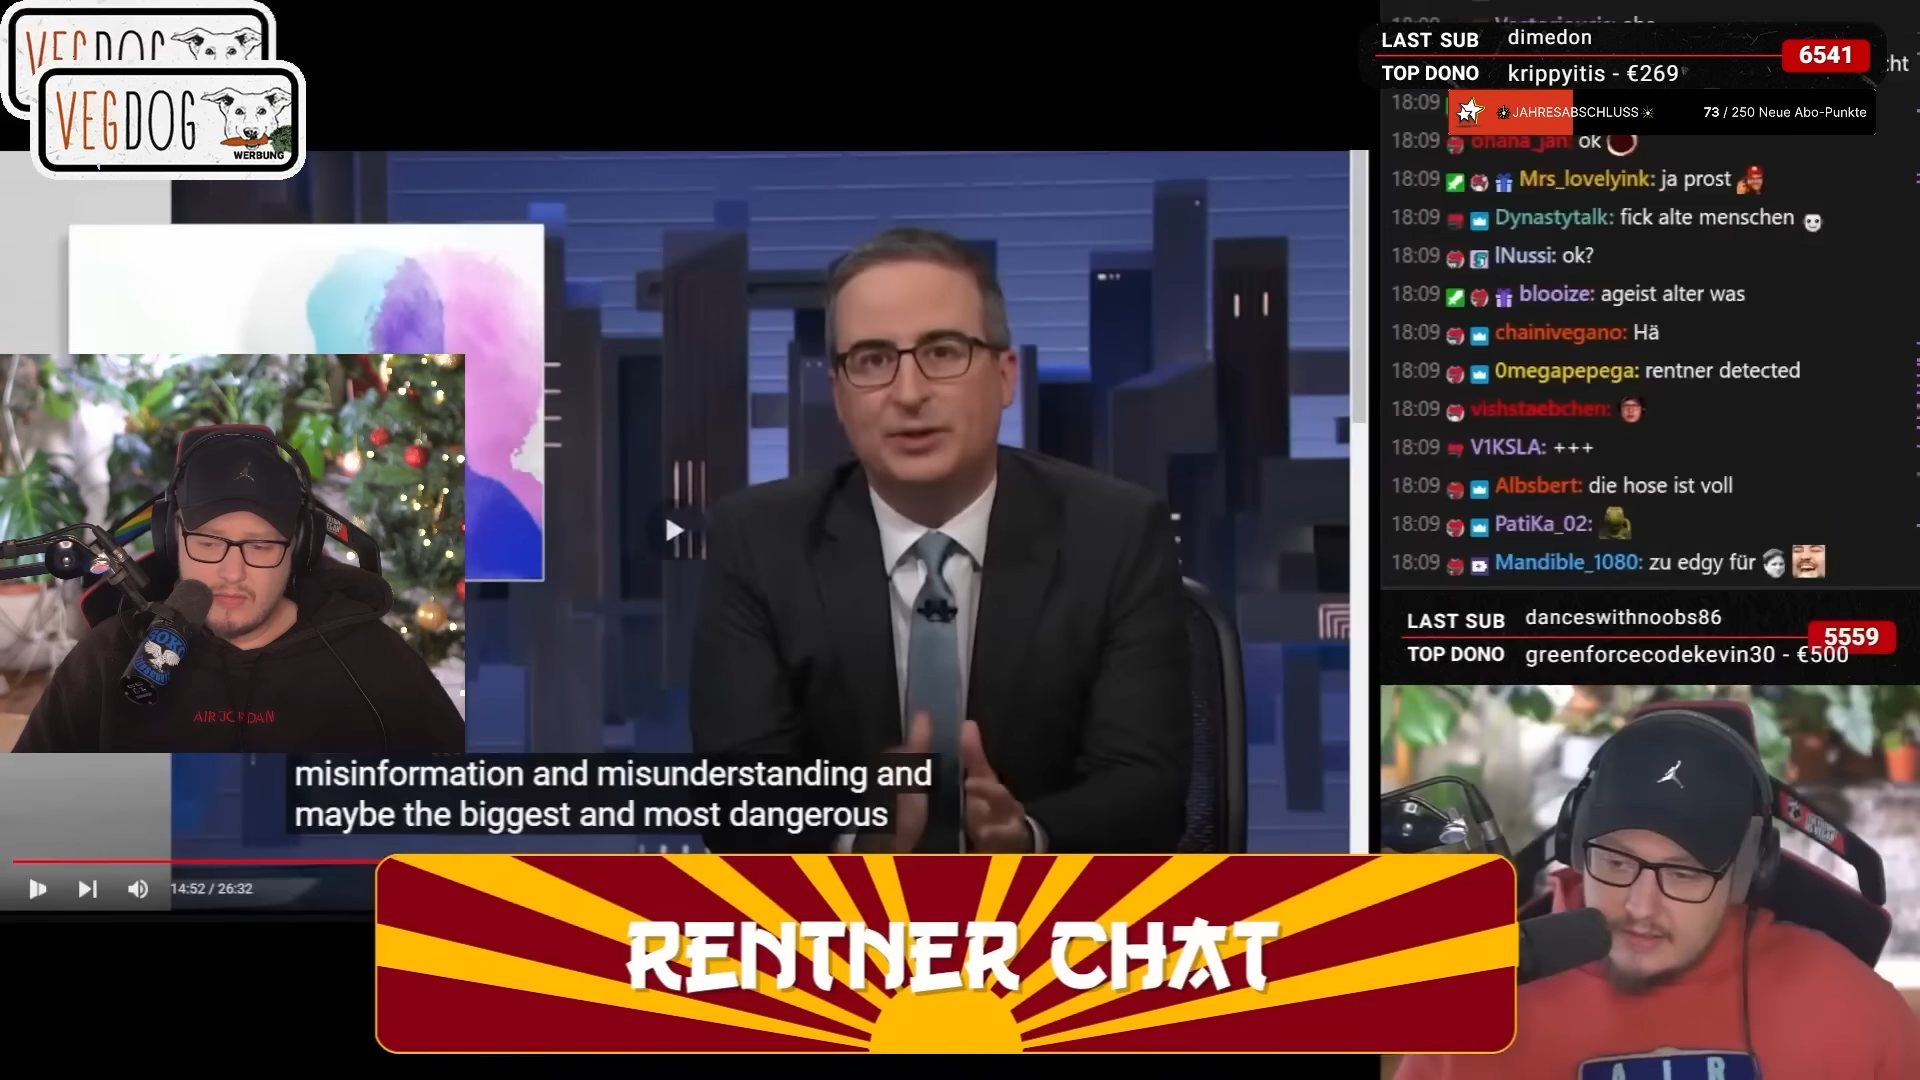 VEGDOG
VEGDOG
WERBUNG
LAST SUB dimedon
6541
TOP DONO krippyitis - €269
JAHRESABSCHLUSS
73 / 250 Neue Abo-Punkte
18:09
18:09 ohana_jan: ok
18:09 Mrs_lovelyink: ja prost
18:09 Dynastytalk: fick alte menschen
18:09 lNussi: ok?
18:09 blooize: ageist alter was
18:09 chainivegano: Hä
18:09 0megapepega: rentner detected
18:09 vishstaebchen:
18:09 V1KSLA: +++
18:09 Albsbert: die hose ist voll
18:09 PatiKa_02:
18:09 Mandible_1080: zu edgy für
LAST SUB danceswithnoobs86
5559
TOP DONO greenforcecodekevin30 - €500
AIR JORDAN
misinformation and misunderstanding and
maybe the biggest and most dangerous
14:52 / 26:32
RENTNER CHAT
AIR